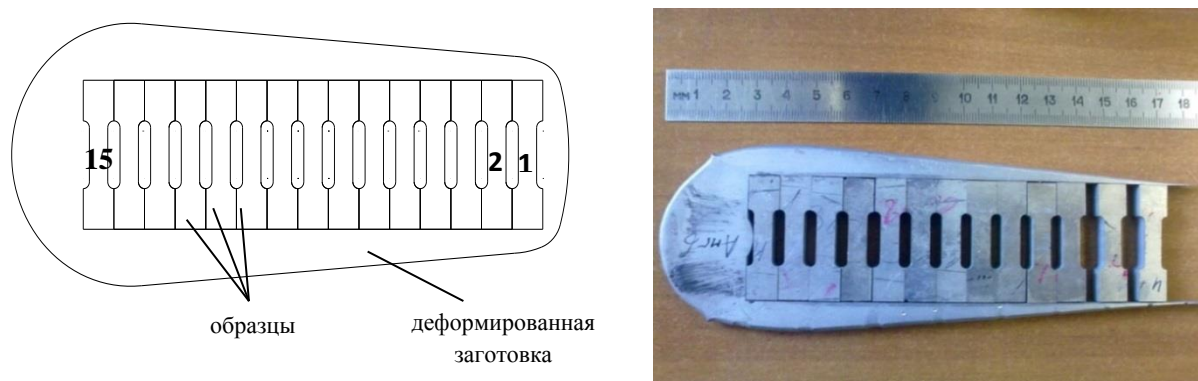 15
2
1
образцы
деформированная
заготовка
мм 1 2 3 4 5 6 7 8 9 10 11 12 13 14 15 16 17 18
Амг3